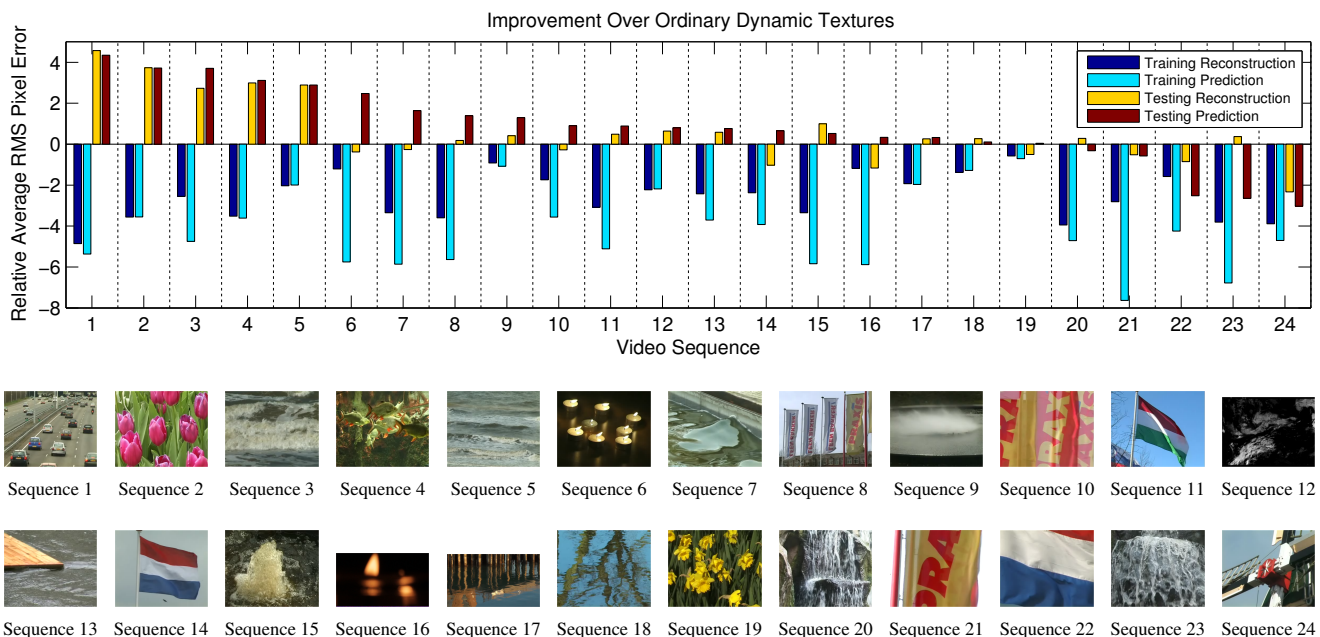 Improvement Over Ordinary Dynamic Textures
Relative Average RMS Pixel Error
4
2
0
−2
−4
−6
−8
Training Reconstruction
Training Prediction
Testing Reconstruction
Testing Prediction
1 2 3 4 5 6 7 8 9 10 11 12 13 14 15 16 17 18 19 20 21 22 23 24
Video Sequence
Sequence 1 Sequence 2 Sequence 3 Sequence 4 Sequence 5 Sequence 6 Sequence 7 Sequence 8 Sequence 9 Sequence 10 Sequence 11 Sequence 12
Sequence 13 Sequence 14 Sequence 15 Sequence 16 Sequence 17 Sequence 18 Sequence 19 Sequence 20 Sequence 21 Sequence 22 Sequence 23 Sequence 24